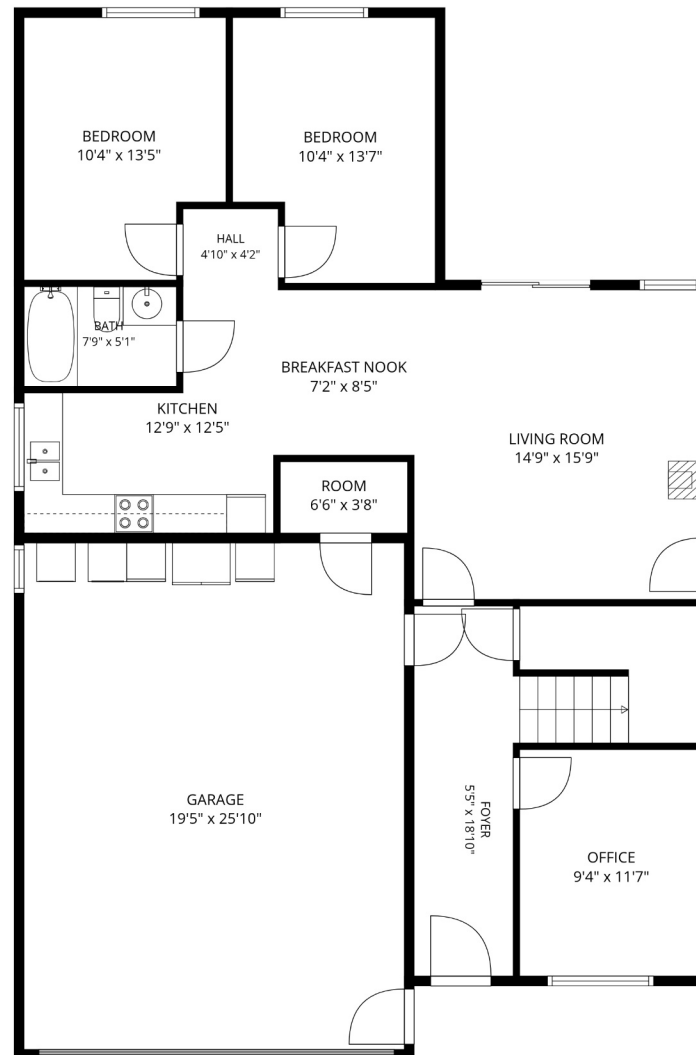 BEDROOM
10'4" x 13'5"
BEDROOM
10'4" x 13'7"
HALL
4'10" x 4'2"
BATH
7'9" x 5'1"
BREAKFAST NOOK
7'2" x 8'5"
KITCHEN
12'9" x 12'5"
LIVING ROOM
14'9" x 15'9"
ROOM
6'6" x 3'8"
GARAGE
19'5" x 25'10"
FOYER
5'5" x 18'10"
OFFICE
9'4" x 11'7"